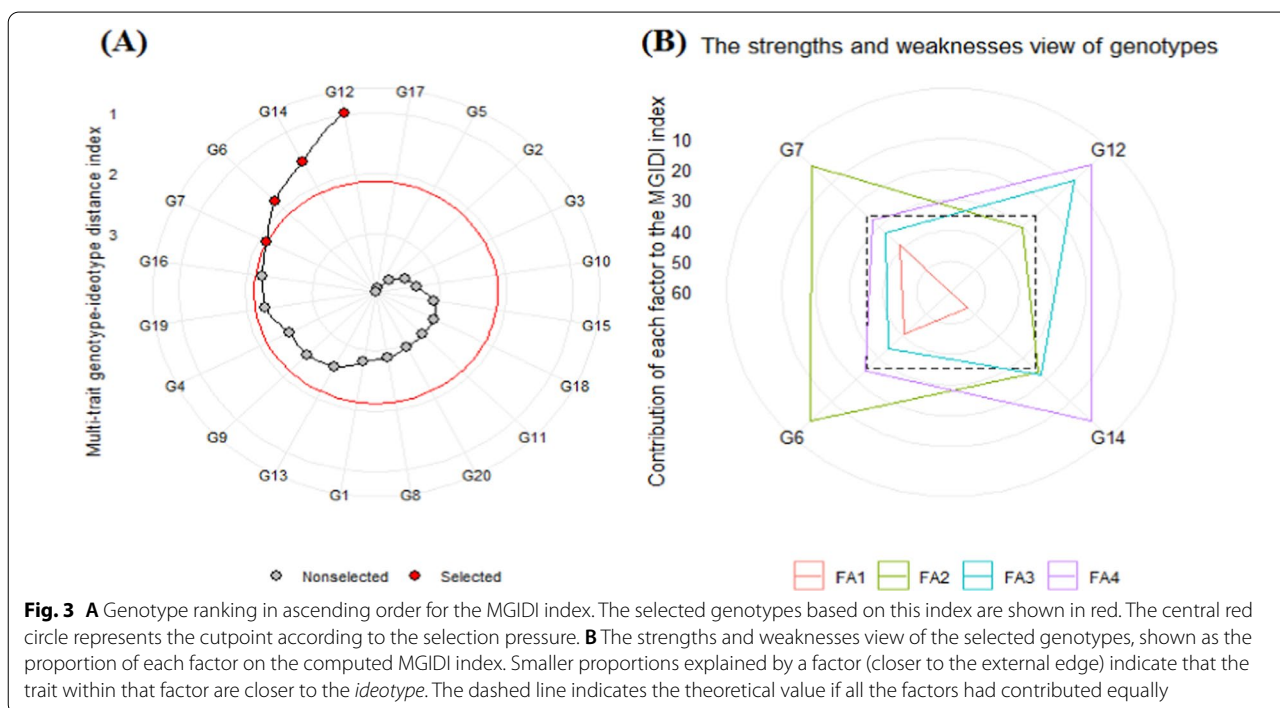 (A)
Multi-trait genotype-ideotype distance index
1
2
3
G12
G17
G5
G2
G3
G10
G15
G18
G11
G20
G8
G1
G13
G9
G4
G19
G16
G7
G6
G14
Nonselected
Selected
(B) The strengths and weaknesses view of genotypes
Contribution of each factor to the MGIDI index
10
20
30
40
50
60
G7
G12
G6
G14
FA1
FA2
FA3
FA4
Fig. 3 A Genotype ranking in ascending order for the MGIDI index. The selected genotypes based on this index are shown in red. The central red
circle represents the cutpoint according to the selection pressure. B The strengths and weaknesses view of the selected genotypes, shown as the
proportion of each factor on the computed MGIDI index. Smaller proportions explained by a factor (closer to the external edge) indicate that the
trait within that factor are closer to the ideotype. The dashed line indicates the theoretical value if all the factors had contributed equally